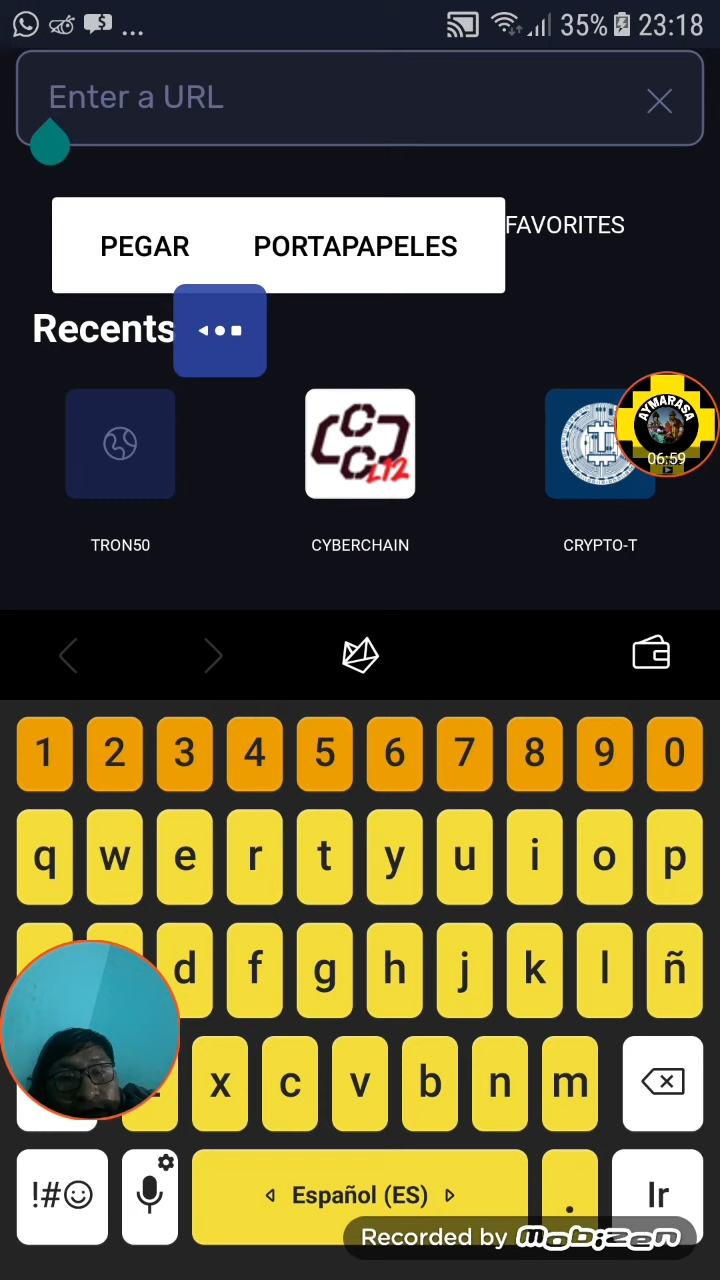 ... 35% 23:18
Enter a URL
PEGAR PORTAPAPELES FAVORITES
Recents
AYMARASA
06:59
LTZ
TRON50 CYBERCHAIN CRYPTO-T
1 2 3 4 5 6 7 8 9 0
q w e r t y u i o p
d f g h j k l ñ
x c v b n m
!#☺ Español (ES) . Ir
Recorded by mobizen